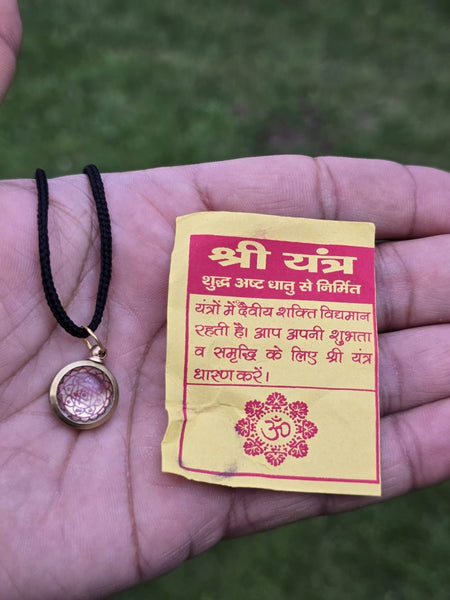 श्री यंत्र
शुद्ध अष्ट धातु से निर्मित
यंत्रों में दैवीय शक्ति विद्यमान
रहती है। आप अपनी शुभता
व समृद्धि के लिए श्री यंत्र
धारण करें।
ॐ